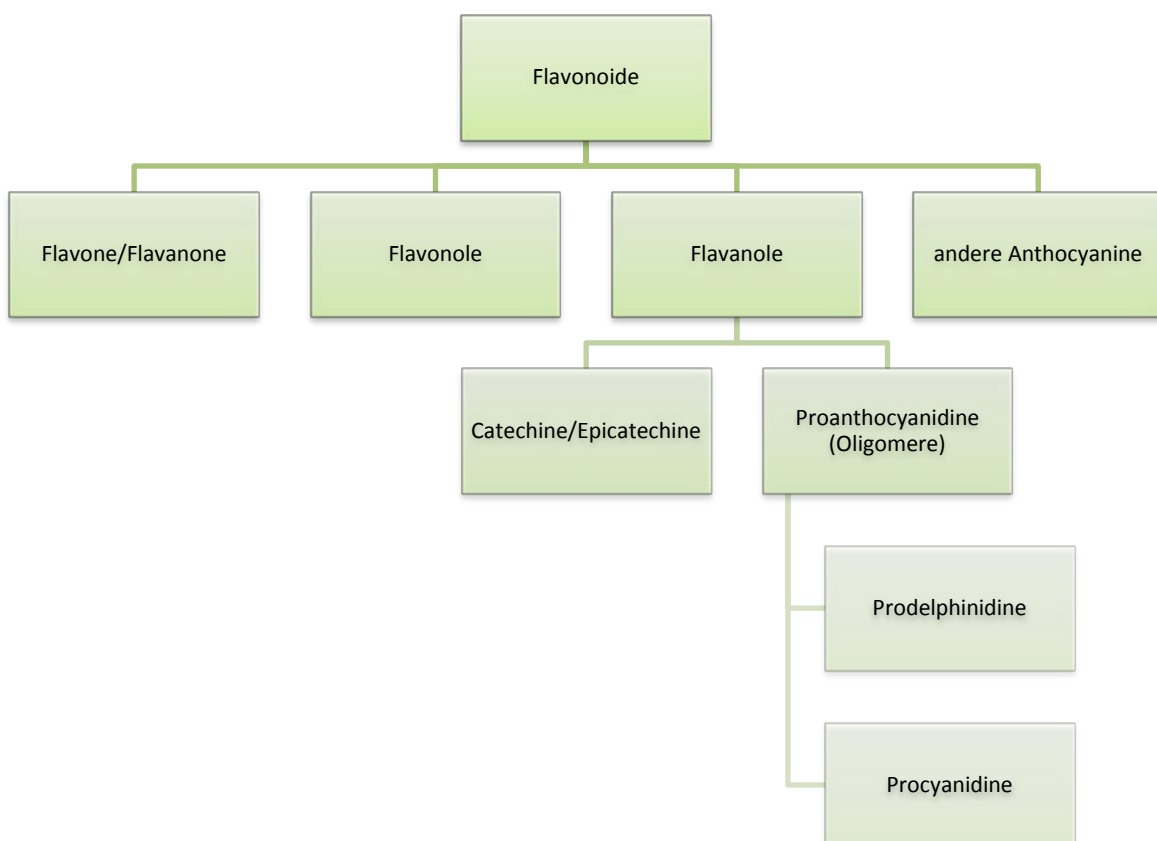 Flavonoide
Flavone/Flavanone
Flavonole
Flavanole
andere Anthocyanine
Catechine/Epicatechine
Proanthocyanidine
(Oligomere)
Prodelphinidine
Procyanidine